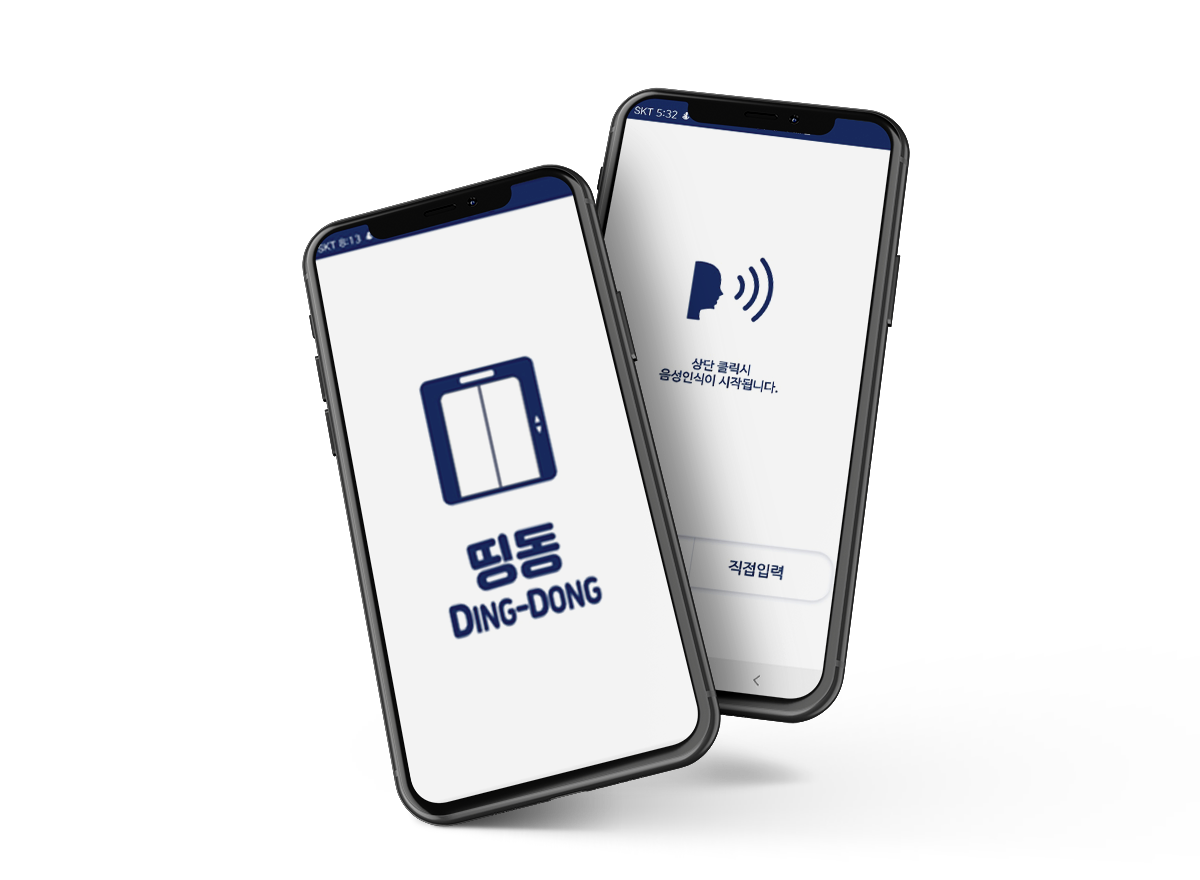 SKT 8:13
띵동
DING-DONG
SKT 5:32
상단 클릭시
음성인식이 시작됩니다.
직접입력